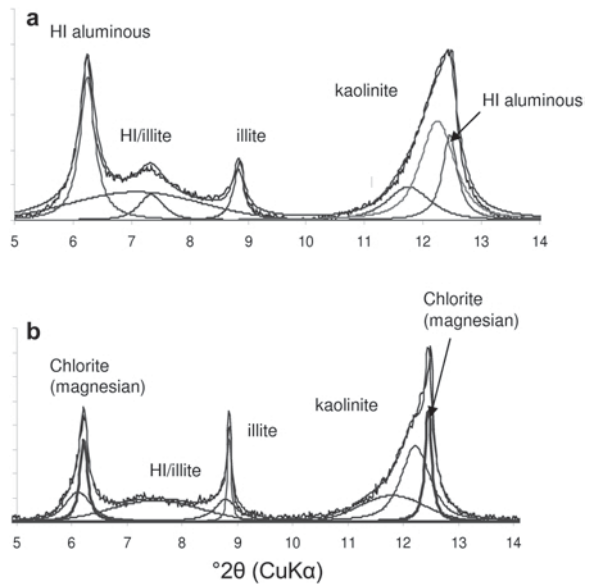 a
HI aluminous
kaolinite
HI aluminous
HI/illite
illite
5 6 7 8 9 10 11 12 13 14
b
Chlorite
(magnesian)
Chlorite
(magnesian)
kaolinite
illite
HI/illite
5 6 7 8 9 10 11 12 13 14
°2θ (CuKα)